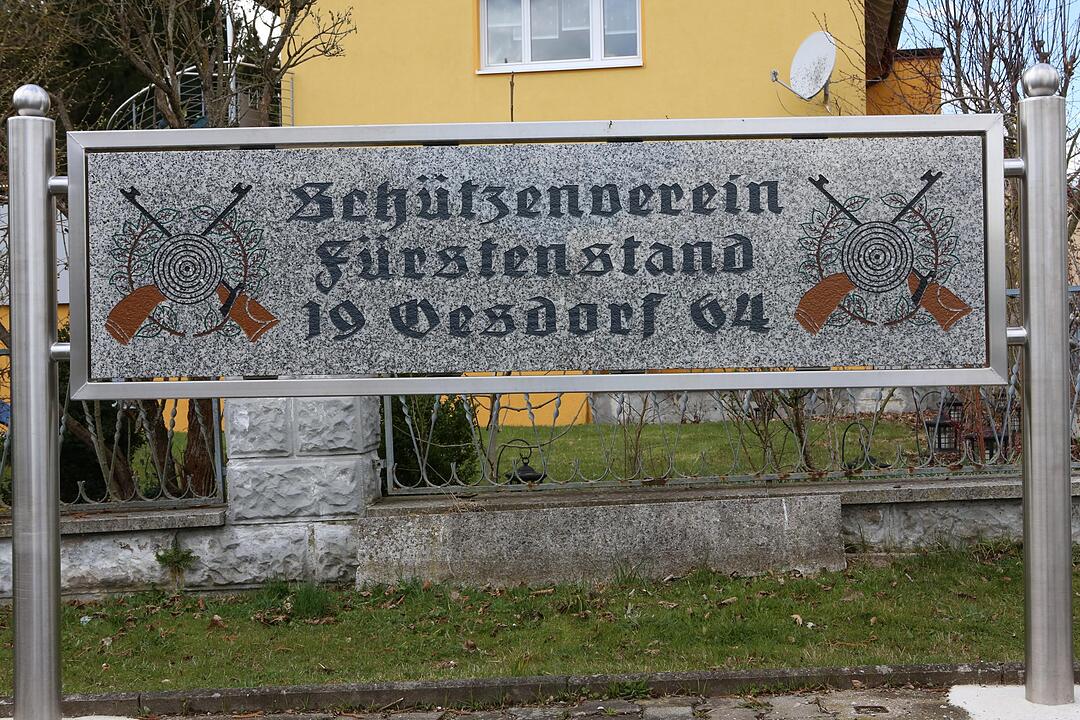 Schützenverein
Fürstenstand
19 Oesdorf 64